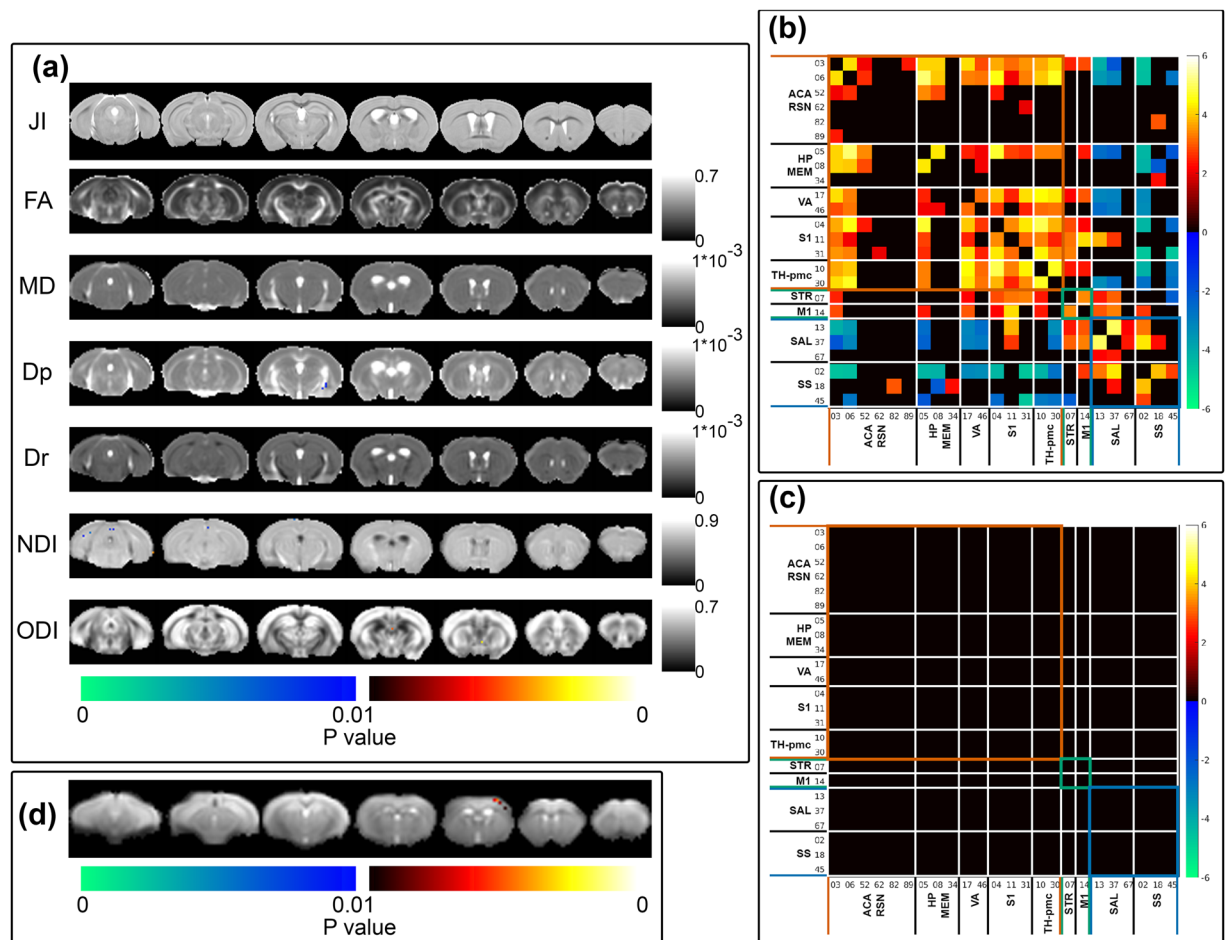 (a)
JI
FA
0.7
0
MD
1*10-3
0
Dp
1*10-3
0
Dr
1*10-3
0
NDI
0.9
0
ODI
0.7
0
0
0.01
0
P value
(d)
0
0.01
0
P value
(b)
03
06
ACA 52
RSN 62
82
89
05
HP 08
MEM 34
VA 17
46
04
S1 11
31
TH-pmc 10
30
STR 07
M1 14
13
SAL 37
67
02
SS 18
45
03 06 52 62 82 89 05 08 34 17 46 04 11 31 10 30 07 14 13 37 67 02 18 45
ACA RSN HP MEM VA S1 TH-pmc STR M1 SAL SS
6
4
2
0
-2
-4
-6
(c)
03
06
ACA 52
RSN 62
82
89
05
HP 08
MEM 34
VA 17
46
04
S1 11
31
TH-pmc 10
30
STR 07
M1 14
13
SAL 37
67
02
SS 18
45
03 06 52 62 82 89 05 08 34 17 46 04 11 31 10 30 07 14 13 37 67 02 18 45
ACA RSN HP MEM VA S1 TH-pmc STR M1 SAL SS
6
4
2
0
-2
-4
-6